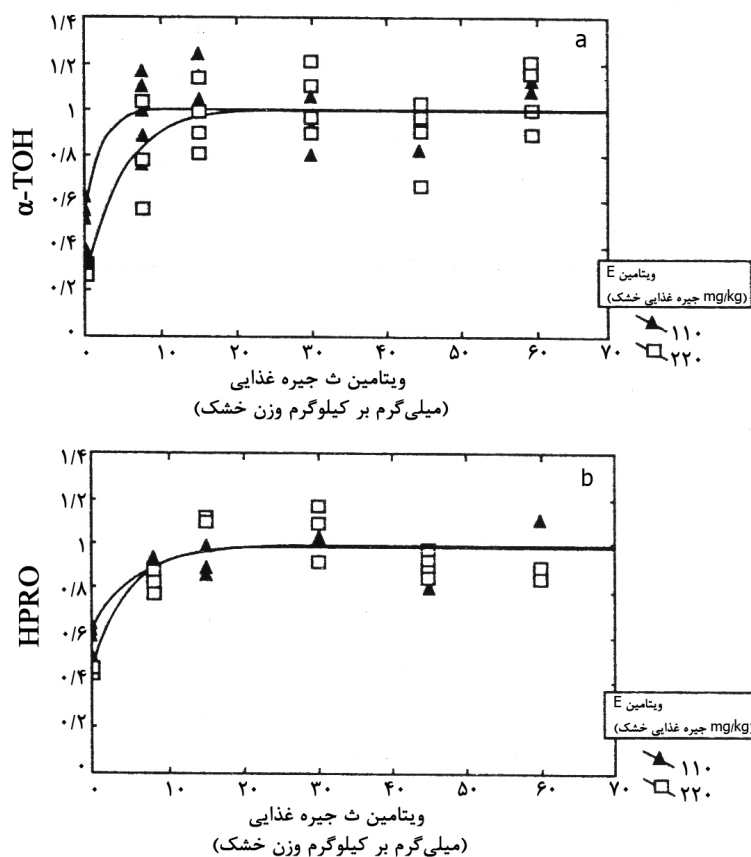 a
α-TOH
۱/۴
۱/۲
۱
۰/۸
۰/۶
۰/۴
۰/۲
۰
۰ ۱۰ ۲۰ ۳۰ ۴۰ ۵۰ ۶۰ ۷۰
ویتامین ث جیره غذایی
(میلی‌گرم بر کیلوگرم وزن خشک)
ویتامین E
(mg/kg جیره غذایی خشک)
۱۱۰
۲۲۰
b
HPRO
۱/۴
۱/۲
۱
۰/۸
۰/۶
۰/۴
۰/۲
۰
۰ ۱۰ ۲۰ ۳۰ ۴۰ ۵۰ ۶۰ ۷۰
ویتامین ث جیره غذایی
(میلی‌گرم بر کیلوگرم وزن خشک)
ویتامین E
(mg/kg جیره غذایی خشک)
۱۱۰
۲۲۰